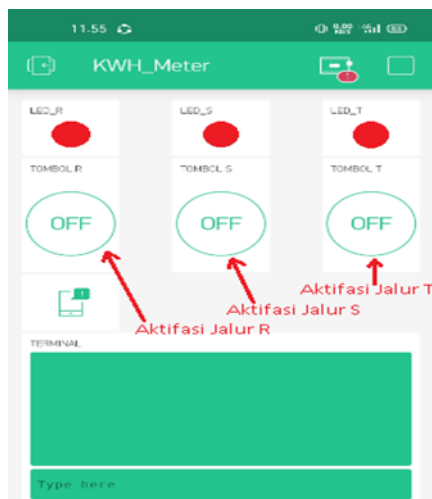 11.55
KWH_Meter
LED_R LED_S LED_T
TOMBOL R TOMBOL S TOMBOL T
OFF OFF OFF
Aktifasi Jalur T
Aktifasi Jalur S
Aktifasi Jalur R
TERMINAL
Type here